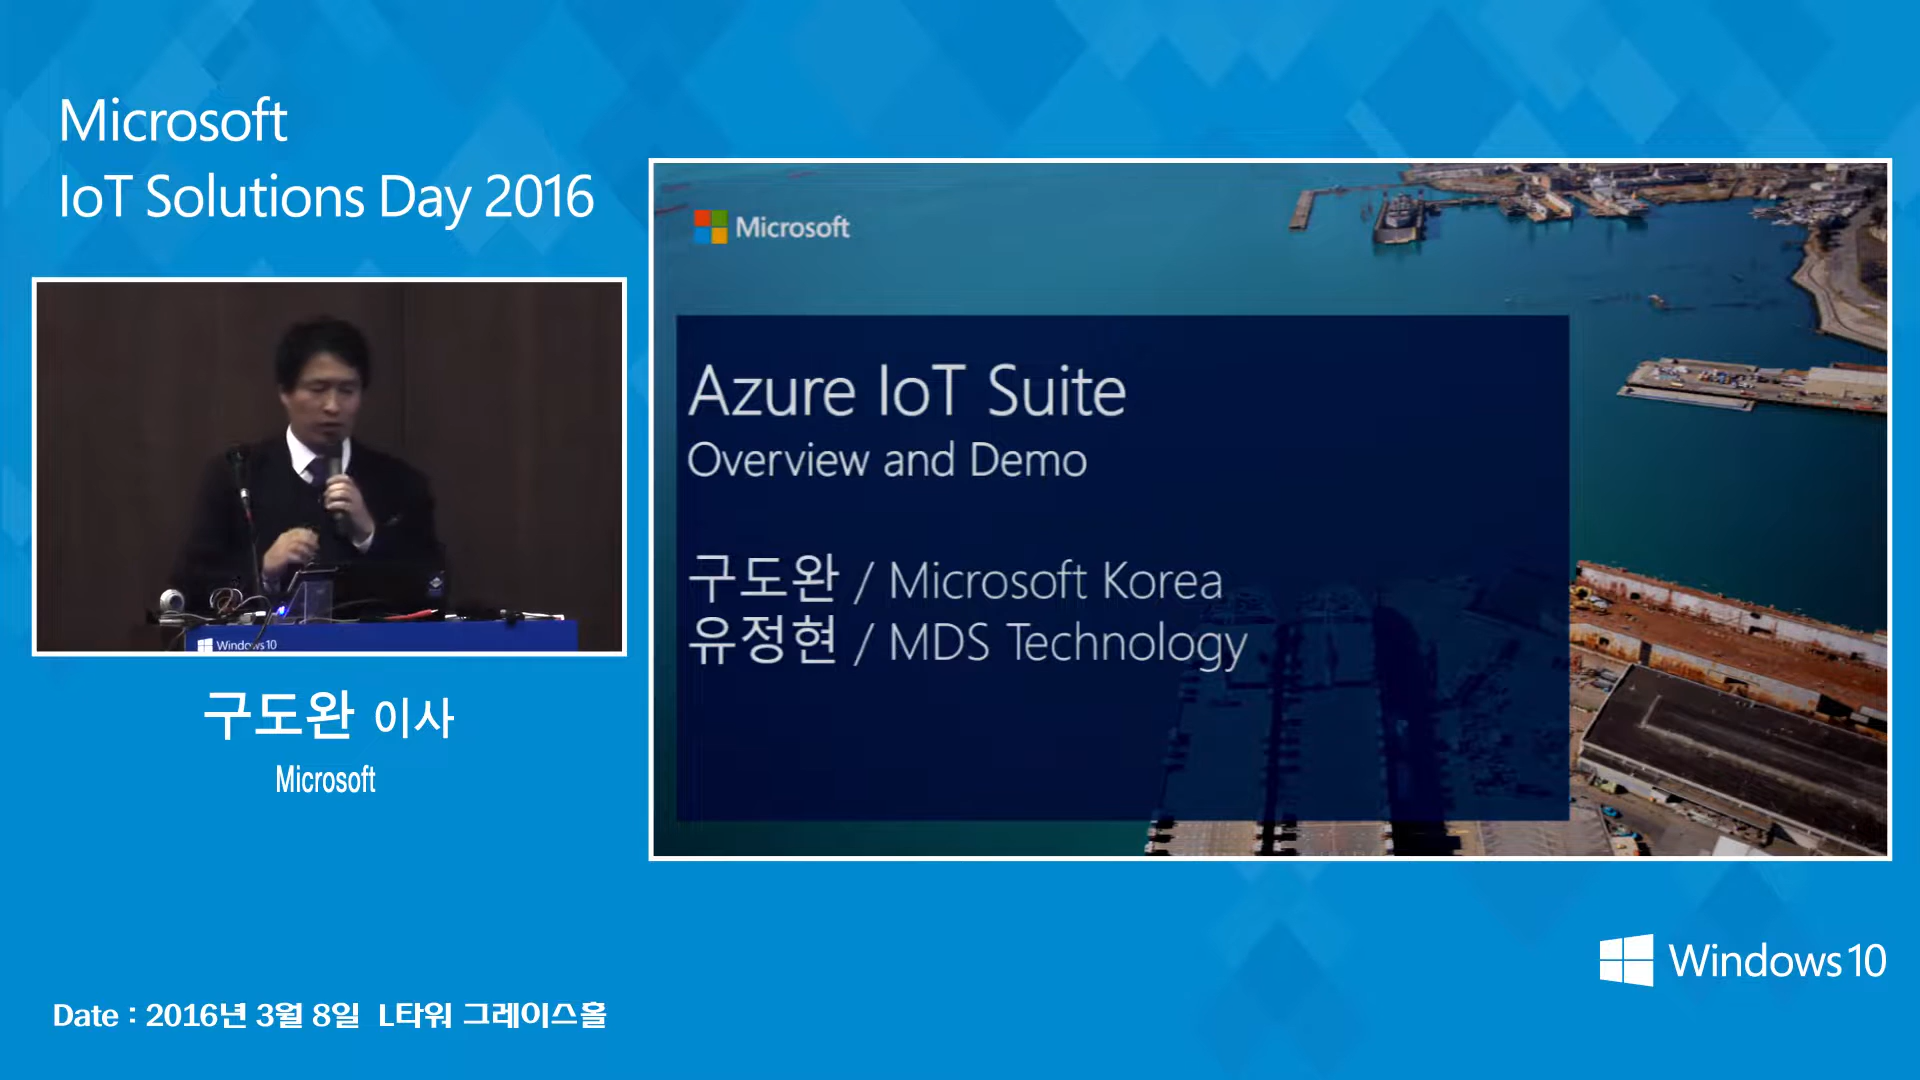 Microsoft
IoT Solutions Day 2016
Windows 10
구도완 이사
Microsoft
Microsoft
Azure IoT Suite
Overview and Demo
구도완 / Microsoft Korea
유정현 / MDS Technology
Windows 10
Date : 2016년 3월 8일 L타워 그레이스홀